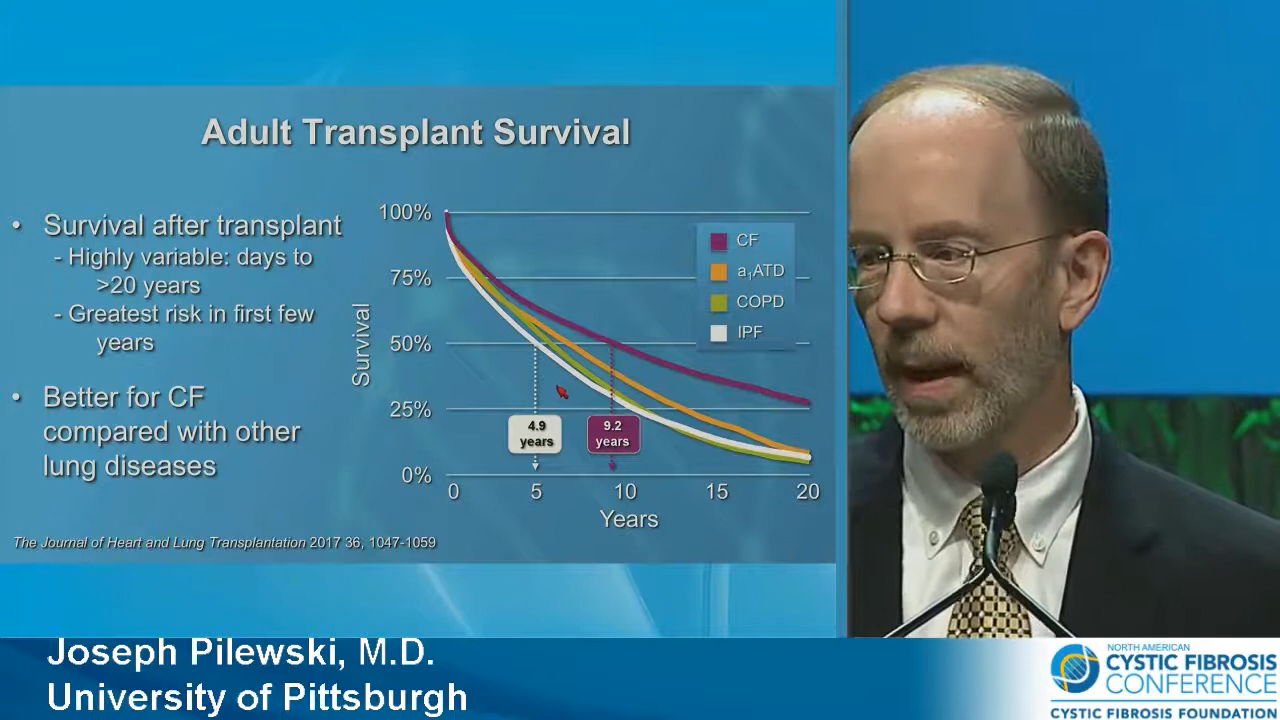 Adult Transplant Survival
• Survival after transplant
- Highly variable: days to
>20 years
- Greatest risk in first few
years
• Better for CF
compared with other
lung diseases
Survival
100%
75%
50%
25%
0%
CF
a₁ATD
COPD
IPF
4.9
years
9.2
years
0 5 10 15 20
Years
The Journal of Heart and Lung Transplantation 2017 36, 1047-1059
Joseph Pilewski, M.D.
University of Pittsburgh
NORTH AMERICAN
CYSTIC FIBROSIS
CONFERENCE
CYSTIC FIBROSIS FOUNDATION